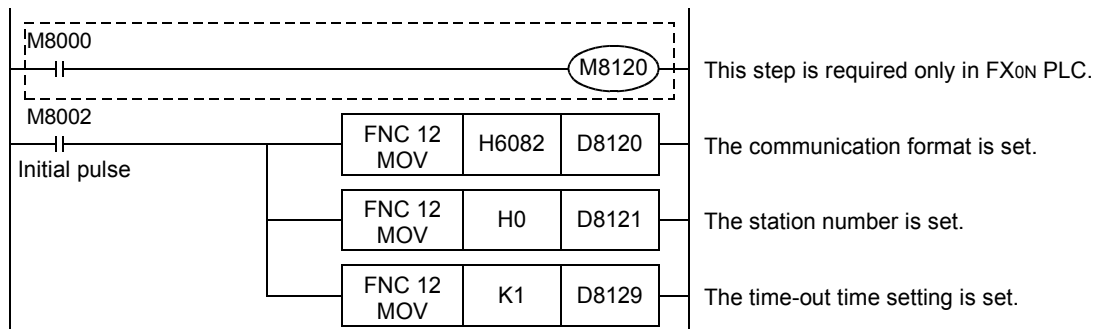 M8000
M8120
This step is required only in FX0N PLC.
M8002
Initial pulse
FNC 12
MOV
H6082
D8120
The communication format is set.
FNC 12
MOV
H0
D8121
The station number is set.
FNC 12
MOV
K1
D8129
The time-out time setting is set.